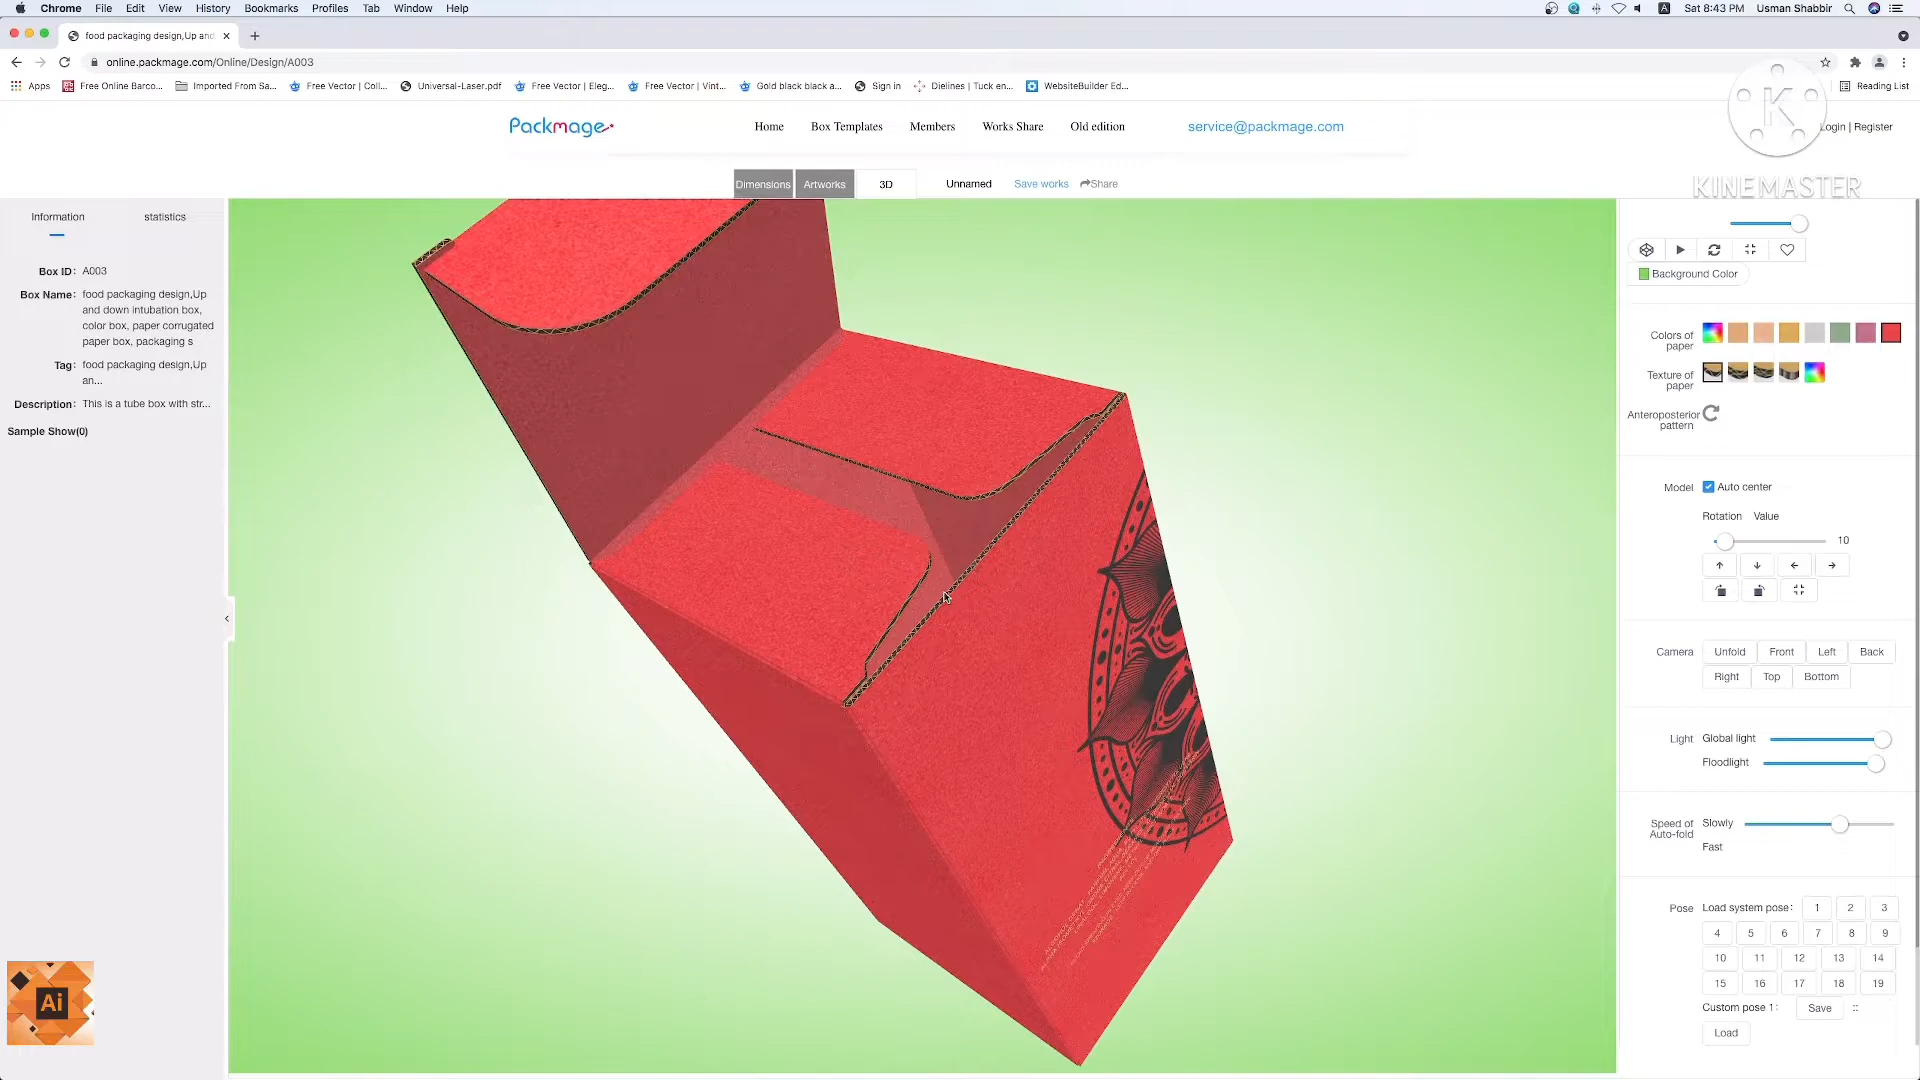 Chrome File Edit View History Bookmarks Profiles Tab Window Help
A Sat 8:43 PM Usman Shabbir
food packaging design,Up and
online.packmage.com/Online/Design/A003
Apps Free Online Barco... Imported From Sa... Free Vector | Coll... Universal-Laser.pdf Free Vector | Eleg... Free Vector | Vint... Gold black black a... Sign in Dielines | Tuck en... WebsiteBuilder Ed... Reading List
Packmage Home Box Templates Members Works Share Old edition service@packmage.com Login | Register
K
KINEMASTER
Dimensions Artworks 3D Unnamed Save works Share
Information statistics
Box ID: A003
Box Name: food packaging design,Up
and down intubation box,
color box, paper corrugated
paper box, packaging s
Tag: food packaging design,Up
an...
Description: This is a tube box with str...
Sample Show(0)
Ai
Background Color
Colors of
paper
Texture of
paper
Anteroposterior
pattern
Model Auto center
Rotation Value
10
Camera Unfold Front Left Back
Right Top Bottom
Light Global light
Floodlight
Speed of
Auto-fold
Slowly
Fast
Pose Load system pose: 1 2 3
4 5 6 7 8 9
10 11 12 13 14
15 16 17 18 19
Custom pose 1: Save ::
Load